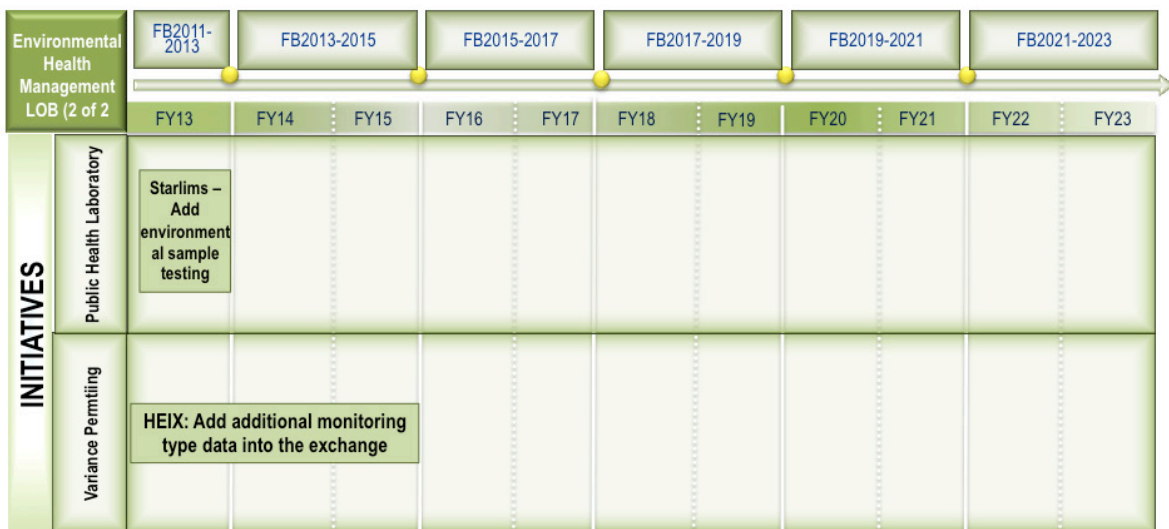 Environmental
Health
Management
LOB (2 of 2
FB2011-
2013
FB2013-2015
FB2015-2017
FB2017-2019
FB2019-2021
FB2021-2023
FY13
FY14
FY15
FY16
FY17
FY18
FY19
FY20
FY21
FY22
FY23
INITIATIVES
Public Health Laboratory
Starlims –
Add
environment
al sample
testing
Variance Permtiing
HEIX: Add additional monitoring
type data into the exchange